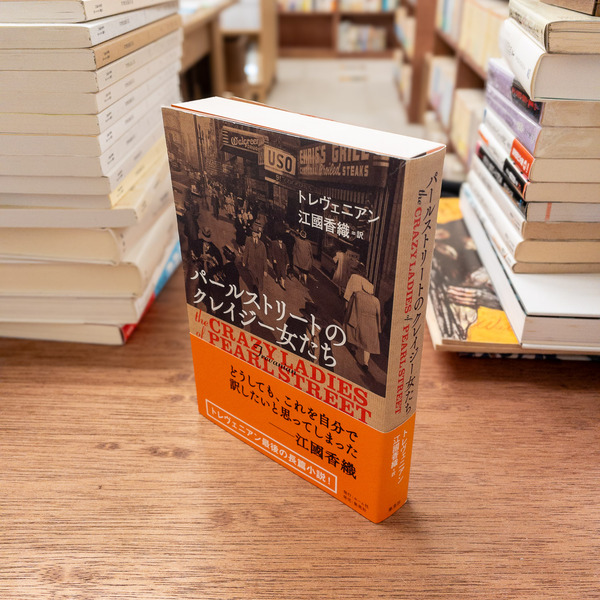 USO
トレヴェニアン
江國香織=訳
パールストリートの
クレイジー女たち
the CRAZY LADIES
of PEARL STREET
Trevanian
どうしても、これを自分で
訳したいと思ってしまった
――江國香織
トレヴェニアン最後の長篇小説!
パールストリートのクレイジー女たち
the CRAZY LADIES of PEARL STREET
トレヴェニアン
江國香織=訳